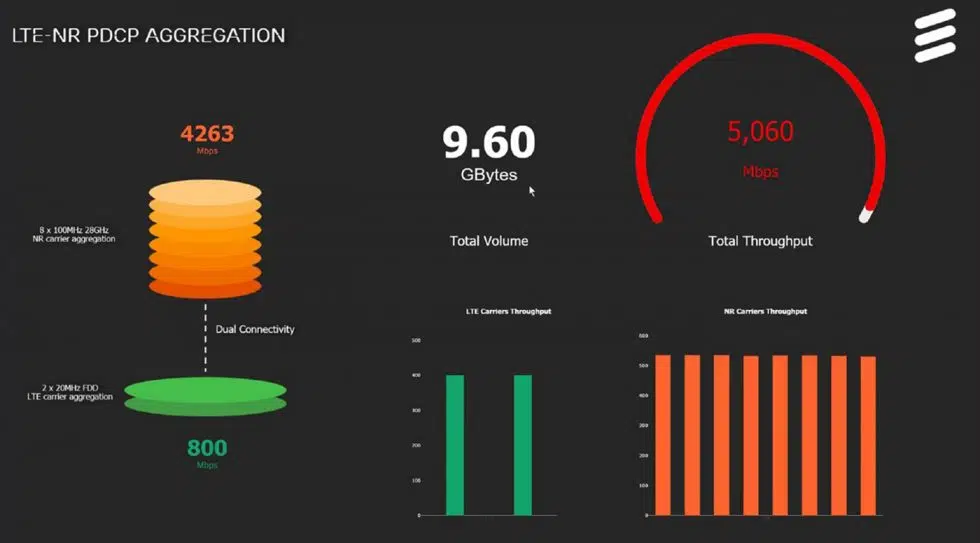 LTE-NR PDCP AGGREGATION
4263
Mbps
8 x 100MHz 28GHz
NR carrier aggregation
Dual Connectivity
2 x 20MHz FDD
LTE carrier aggregation
800
Mbps
9.60
GBytes
Total Volume
5,060
Mbps
Total Throughput
LTE Carriers Throughput
500
400
300
200
100
0
NR Carriers Throughput
600
500
400
300
200
100
0